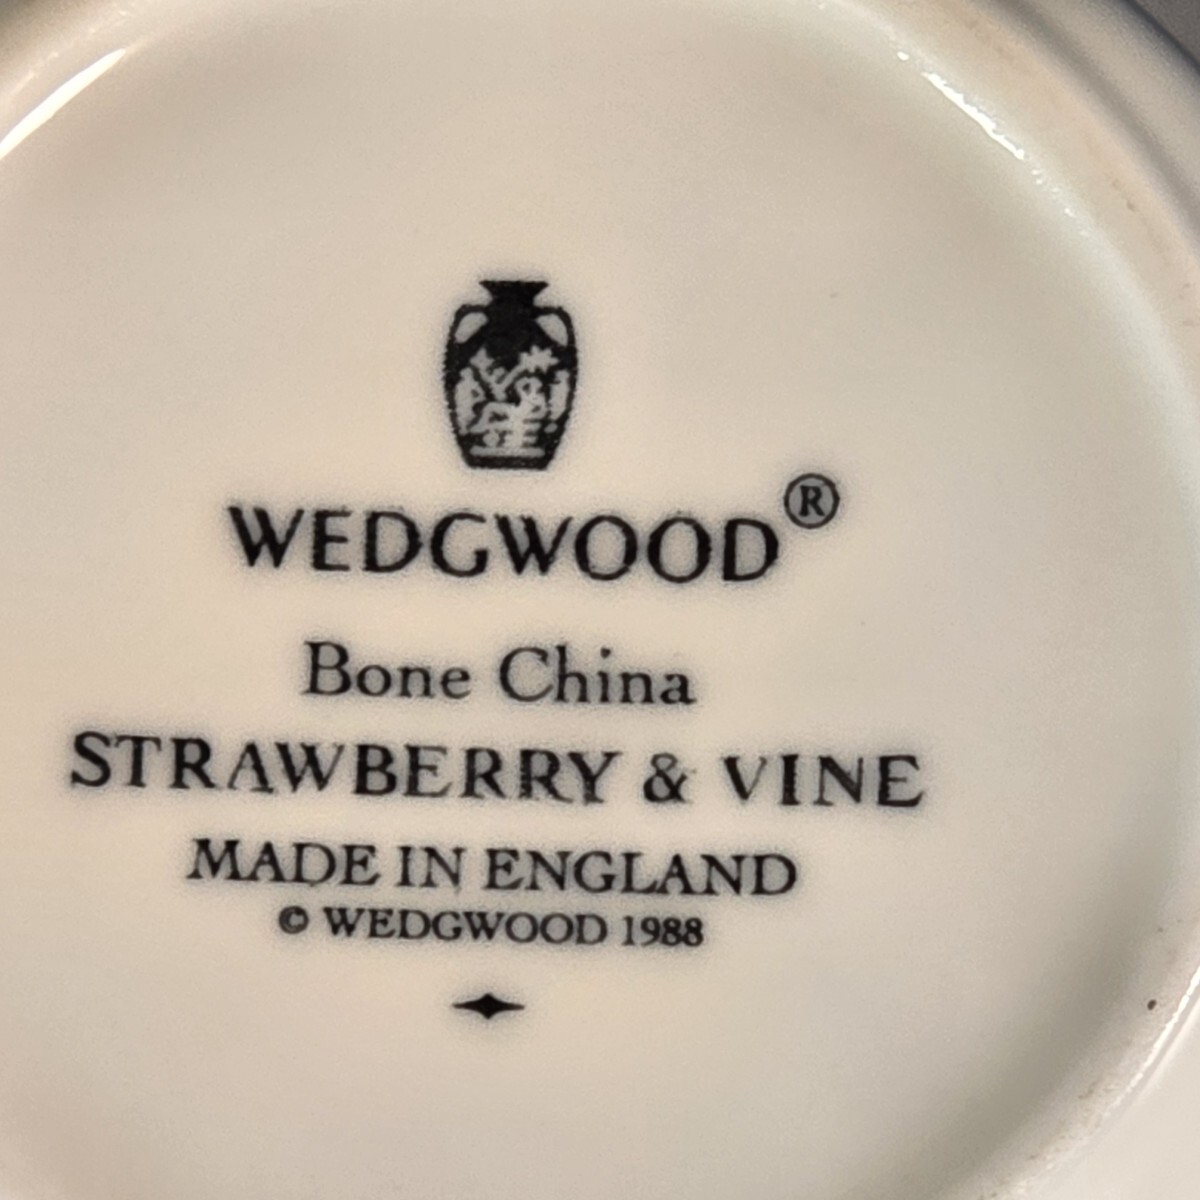 WEDGWOOD®
Bone China
STRAWBERRY & VINE
MADE IN ENGLAND
© WEDGWOOD 1988